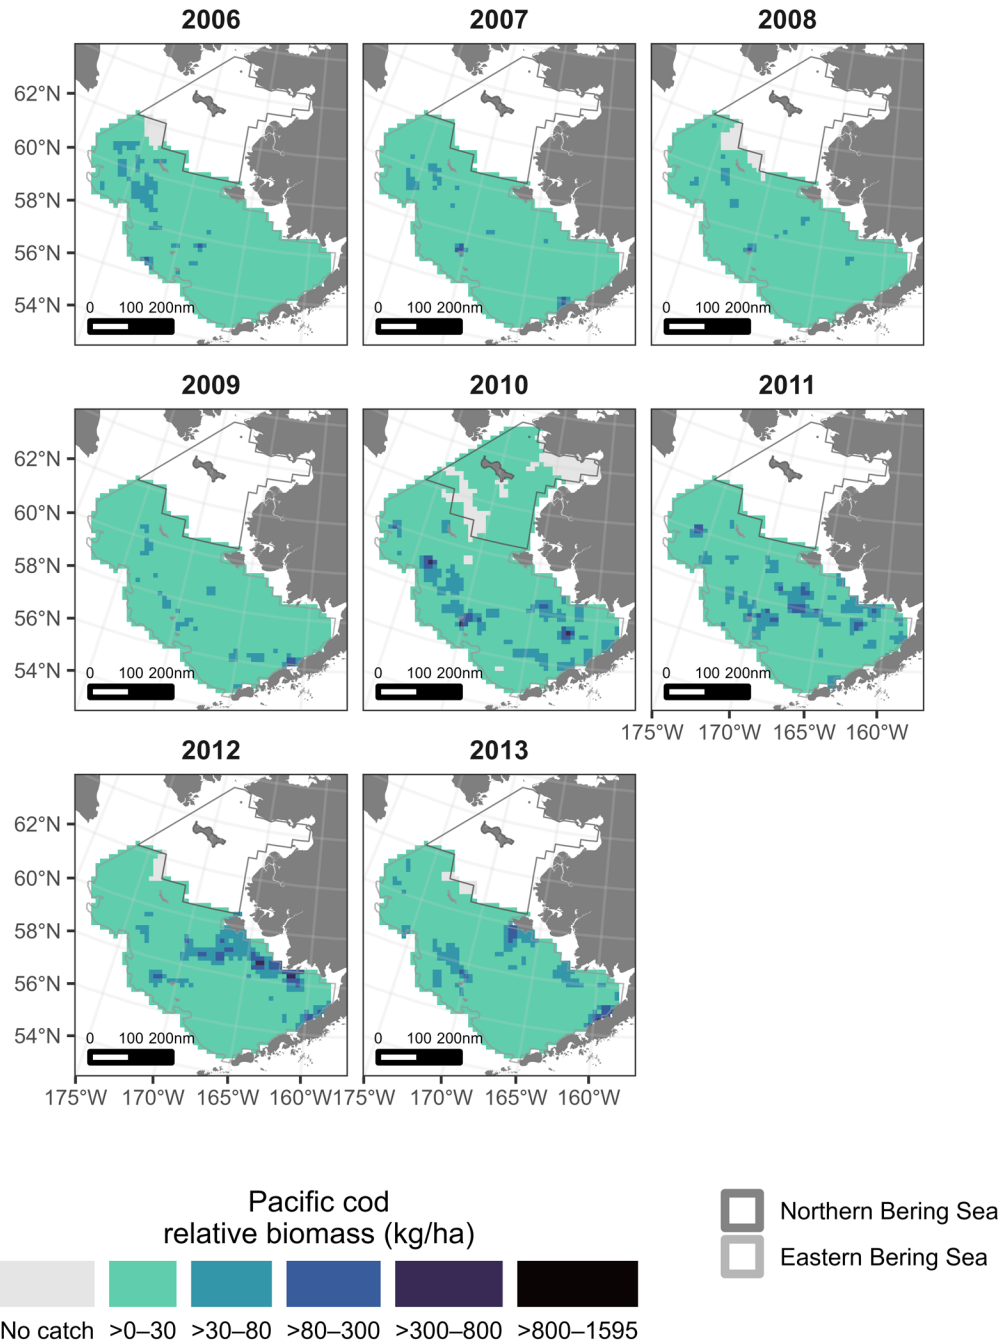 2006 2007 2008
62°N
60°N
58°N
56°N
54°N
0 100 200nm 0 100 200nm 0 100 200nm
2009 2010 2011
62°N
60°N
58°N
56°N
54°N
0 100 200nm 0 100 200nm 0 100 200nm
175°W 170°W 165°W 160°W
2012 2013
62°N
60°N
58°N
56°N
54°N
0 100 200nm 0 100 200nm
175°W 170°W 165°W 160°W 175°W 170°W 165°W 160°W
Pacific cod
relative biomass (kg/ha)
No catch >0–30 >30–80 >80–300 >300–800 >800–1595
Northern Bering Sea
Eastern Bering Sea